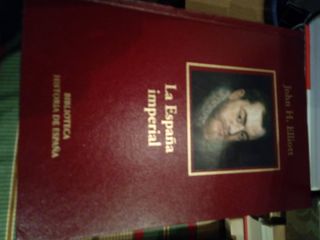 John H. Elliott
La España
imperial
BIBLIOTECA
HISTORIA DE ESPAÑA